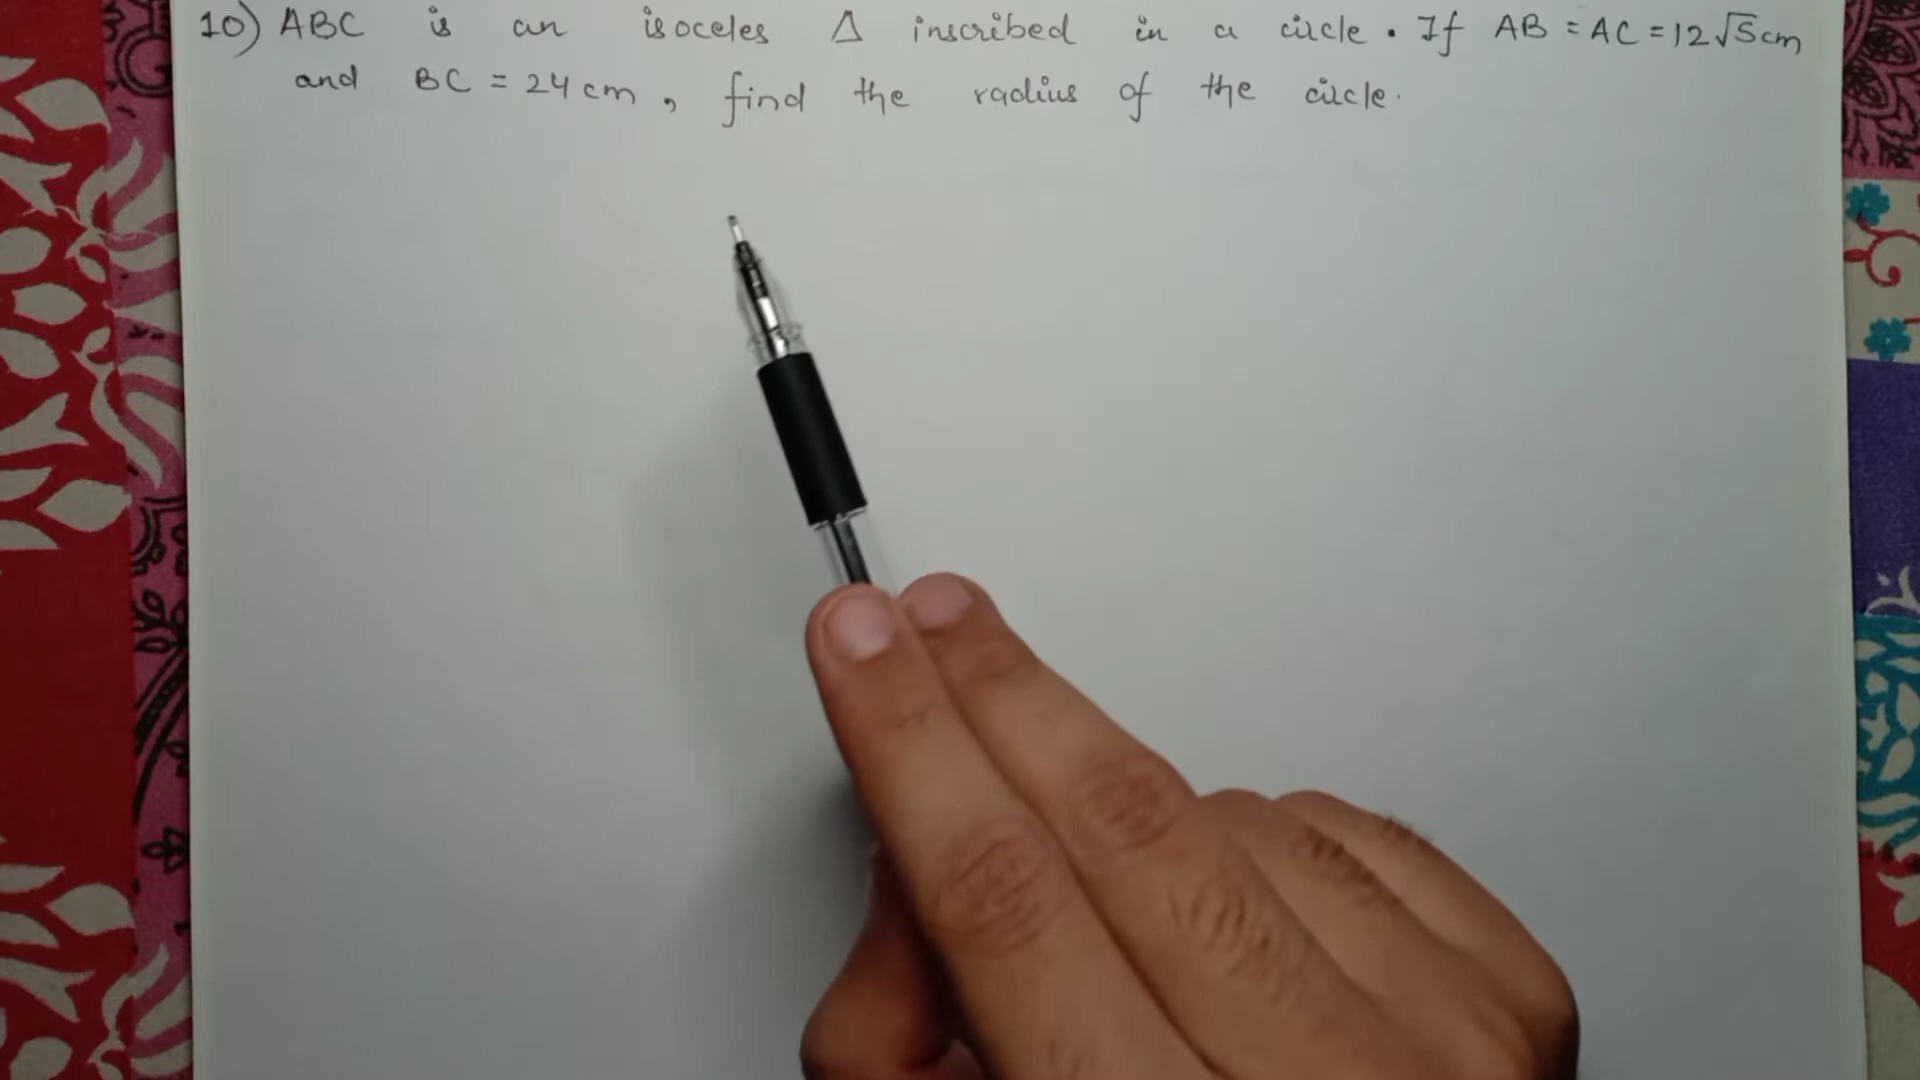 10) ABC is an isoceles Δ inscribed in a circle. If AB = AC = 12√5 cm
and BC = 24 cm, find the radius of the circle.